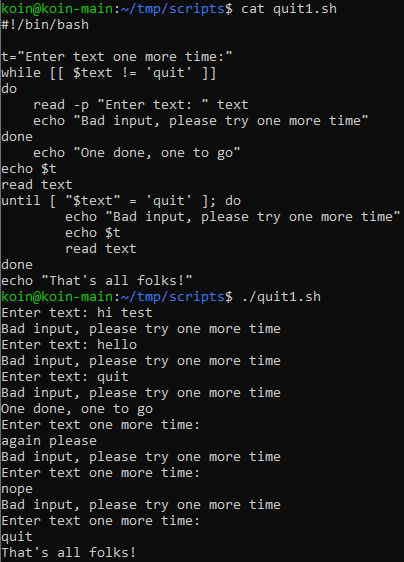 koin@koin-main:~/tmp/scripts$ cat quit1.sh
#!/bin/bash

t="Enter text one more time:"
while [[ $text != 'quit' ]]
do
    read -p "Enter text: " text
    echo "Bad input, please try one more time"
done
    echo "One done, one to go"
echo $t
read text
until [ "$text" = 'quit' ]; do
        echo "Bad input, please try one more time"
        echo $t
        read text
done
echo "That's all folks!"
koin@koin-main:~/tmp/scripts$ ./quit1.sh
Enter text: hi test
Bad input, please try one more time
Enter text: hello
Bad input, please try one more time
Enter text: quit
Bad input, please try one more time
One done, one to go
Enter text one more time:
again please
Bad input, please try one more time
Enter text one more time:
nope
Bad input, please try one more time
Enter text one more time:
quit
That's all folks!